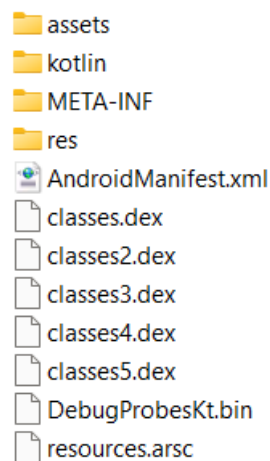 assets
kotlin
META-INF
res
AndroidManifest.xml
classes.dex
classes2.dex
classes3.dex
classes4.dex
classes5.dex
DebugProbesKt.bin
resources.arsc